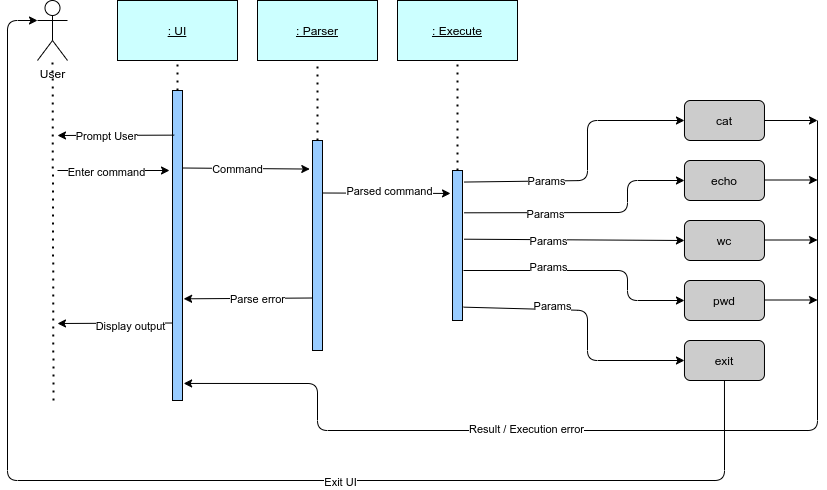 : UI
: Parser
: Execute
User
Prompt User
Enter command
Command
Parsed command
Params
cat
Params
echo
Params
wc
Params
pwd
Params
exit
Parse error
Display output
Result / Execution error
Exit UI